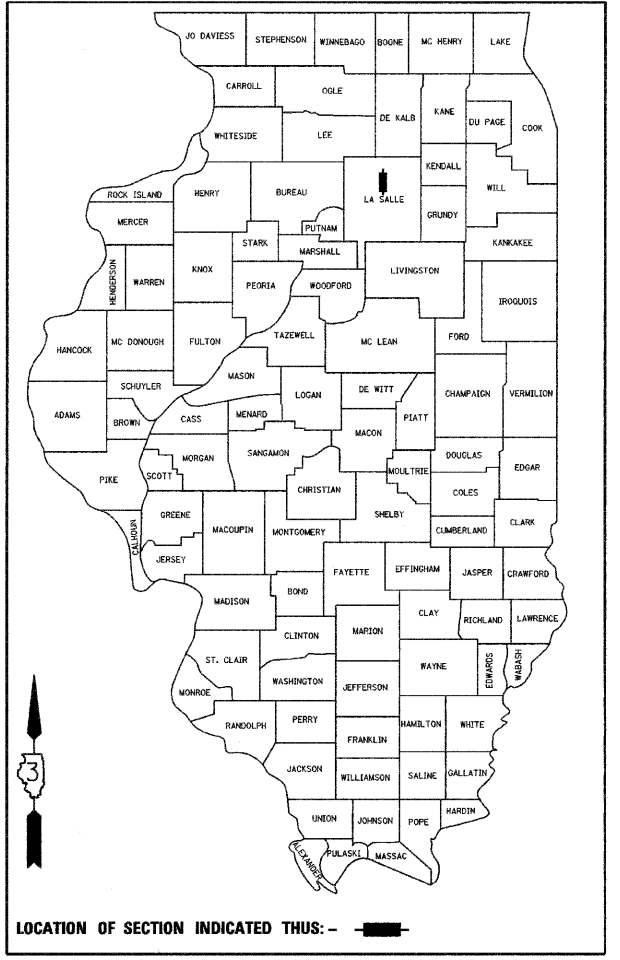 JO DAVIESS
STEPHENSON
WINNEBAGO
BOONE
MC HENRY
LAKE
CARROLL
OGLE
DE KALB
KANE
DU PAGE
COOK
WHITESIDE
LEE
KENDALL
WILL
ROCK ISLAND
HENRY
BUREAU
LA SALLE
GRUNDY
MERCER
PUTNAM
STARK
MARSHALL
KANKAKEE
HENDERSON
WARREN
KNOX
PEORIA
WOODFORD
LIVINGSTON
IROQUOIS
HANCOCK
MC DONOUGH
FULTON
TAZEWELL
MC LEAN
FORD
SCHUYLER
MASON
LOGAN
DE WITT
CHAMPAIGN
VERMILION
ADAMS
BROWN
CASS
MENARD
MACON
PIATT
PIKE
SCOTT
MORGAN
SANGAMON
CHRISTIAN
MOULTRIE
DOUGLAS
EDGAR
COLES
CALHOUN
GREENE
MACOUPIN
MONTGOMERY
SHELBY
CUMBERLAND
CLARK
JERSEY
FAYETTE
EFFINGHAM
JASPER
CRAWFORD
MADISON
BOND
CLAY
RICHLAND
LAWRENCE
CLINTON
MARION
ST. CLAIR
WAYNE
EDWARDS
WABASH
MONROE
WASHINGTON
JEFFERSON
RANDOLPH
PERRY
HAMILTON
WHITE
FRANKLIN
JACKSON
WILLIAMSON
SALINE
GALLATIN
UNION
JOHNSON
POPE
HARDIN
ALEXANDER
PULASKI
MASSAC
3
LOCATION OF SECTION INDICATED THUS: -